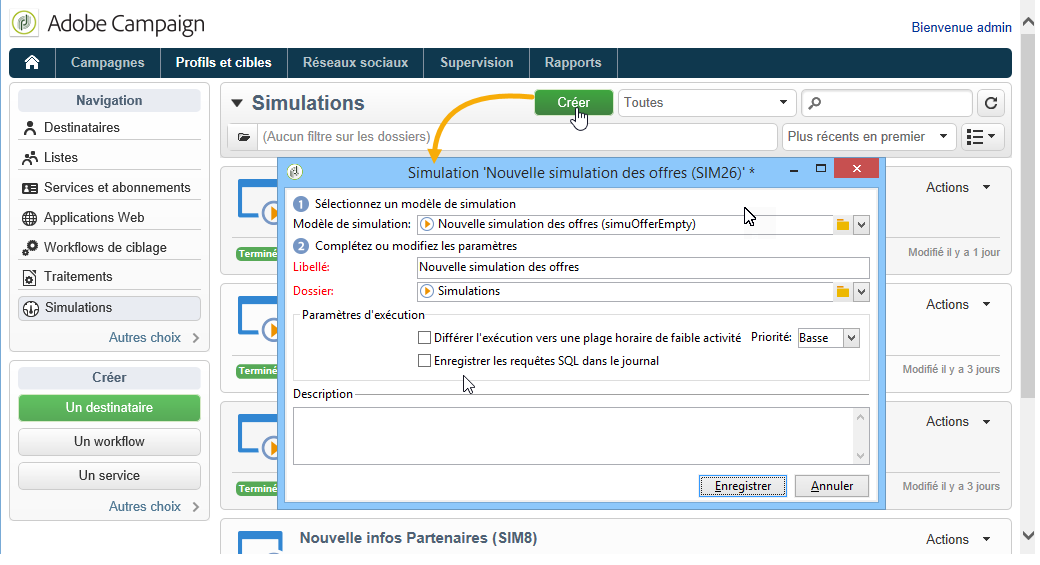 Adobe Campaign
Bienvenue admin
Campagnes Profils et cibles Réseaux sociaux Supervision Rapports
Navigation
Destinataires
Listes
Services et abonnements
Applications Web
Workflows de ciblage
Traitements
Simulations
Autres choix
Créer
Un destinataire
Un workflow
Un service
Autres choix
Simulations Créer Toutes
(Aucun filtre sur les dossiers) Plus récents en premier
Actions
Terminé Modifié il y a 1 jour
Actions
Terminé Modifié il y a 3 jours
Actions
Terminé Modifié il y a 3 jours
Nouvelle infos Partenaires (SIM8) Actions
Simulation 'Nouvelle simulation des offres (SIM26)' *
1 Sélectionnez un modèle de simulation
Modèle de simulation: Nouvelle simulation des offres (simuOfferEmpty)
2 Complétez ou modifiez les paramètres
Libellé: Nouvelle simulation des offres
Dossier: Simulations
Paramètres d'exécution
Différer l'exécution vers une plage horaire de faible activité Priorité: Basse
Enregistrer les requêtes SQL dans le journal
Description
Enregistrer Annuler